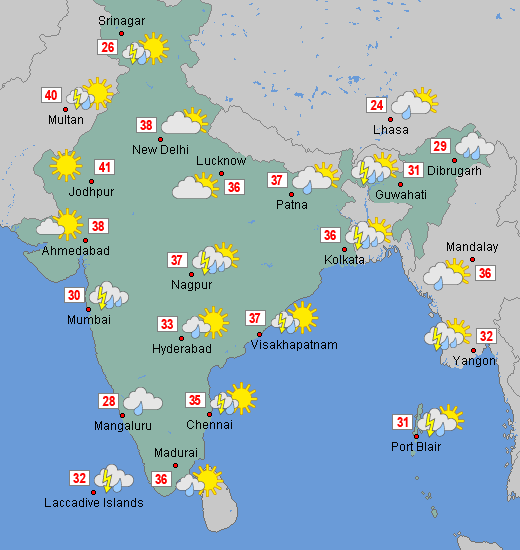 Srinagar
26
40
Multan
38
New Delhi
24
Lhasa
29
Dibrugarh
41
Jodhpur
Lucknow
36
37
Patna
31
Guwahati
38
Ahmedabad
36
Kolkata
Mandalay
36
37
Nagpur
30
Mumbai
33
Hyderabad
37
Visakhapatnam
32
Yangon
28
Mangaluru
35
Chennai
31
Port Blair
Madurai
36
32
Laccadive Islands